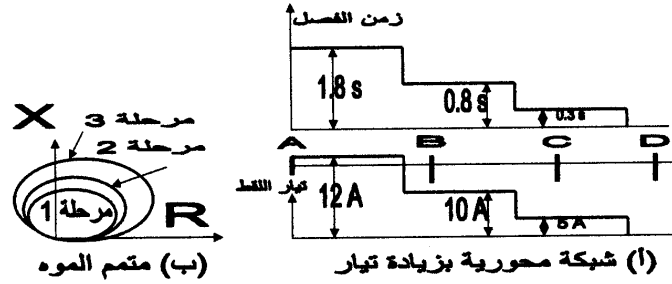 زمن الفصل
1.8 s
0.8 s
0.3 s
A B C D
تيار اللقط
12 A
10 A
5 A
(أ) شبكة محورية بزيادة تيار
X
مرحلة 3
مرحلة 2
مرحلة 1
R
(ب) متمم الموه